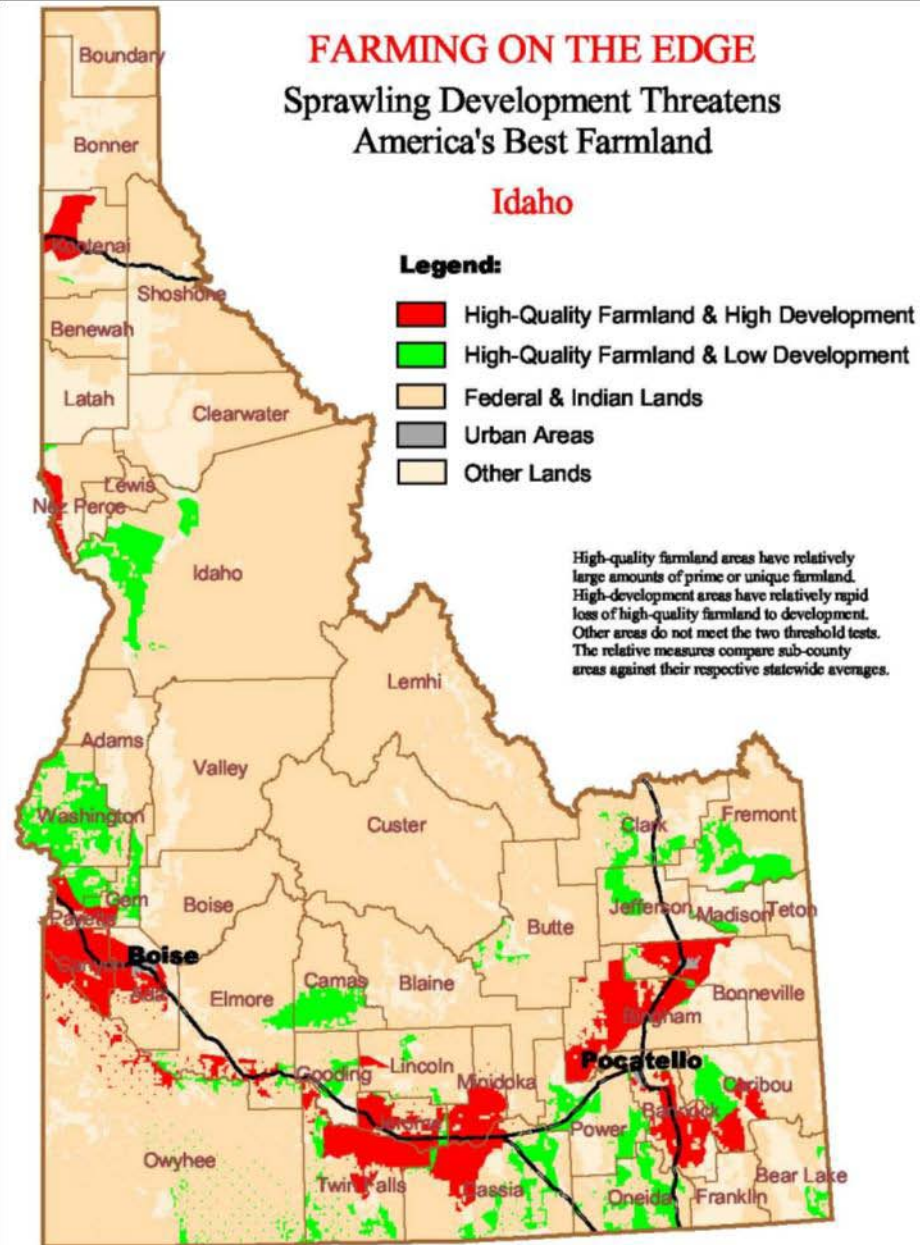 FARMING ON THE EDGE
Sprawling Development Threatens
America's Best Farmland
Idaho
Legend:
High-Quality Farmland & High Development
High-Quality Farmland & Low Development
Federal & Indian Lands
Urban Areas
Other Lands
High-quality farmland areas have relatively
large amounts of prime or unique farmland.
High-development areas have relatively rapid
loss of high-quality farmland to development.
Other areas do not meet the two threshold tests.
The relative measures compare sub-county
areas against their respective statewide averages.
Boundary
Bonner
Kootenai
Shoshone
Benewah
Latah
Clearwater
Lewis
Nez Perce
Idaho
Lemhi
Adams
Valley
Washington
Custer
Clark
Fremont
Gem
Boise
Jefferson
Madison
Teton
Payette
Butte
Boise
Ada
Elmore
Camas
Blaine
Bonneville
Bingham
Pocatello
Gooding
Lincoln
Minidoka
Caribou
Bannock
Power
Owyhee
Twin Falls
Cassia
Oneida
Franklin
Bear Lake